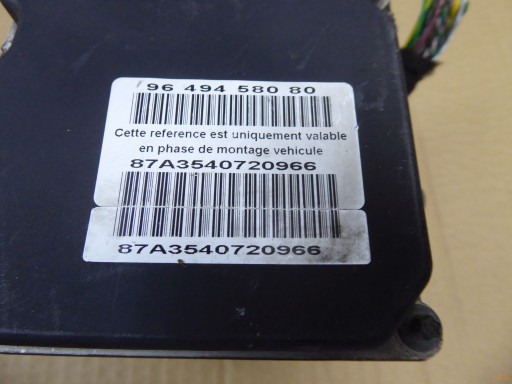 96 494 580 80
Cette reference est uniquement valable
en phase de montage vehicule
87A3540720966
87A3540720966